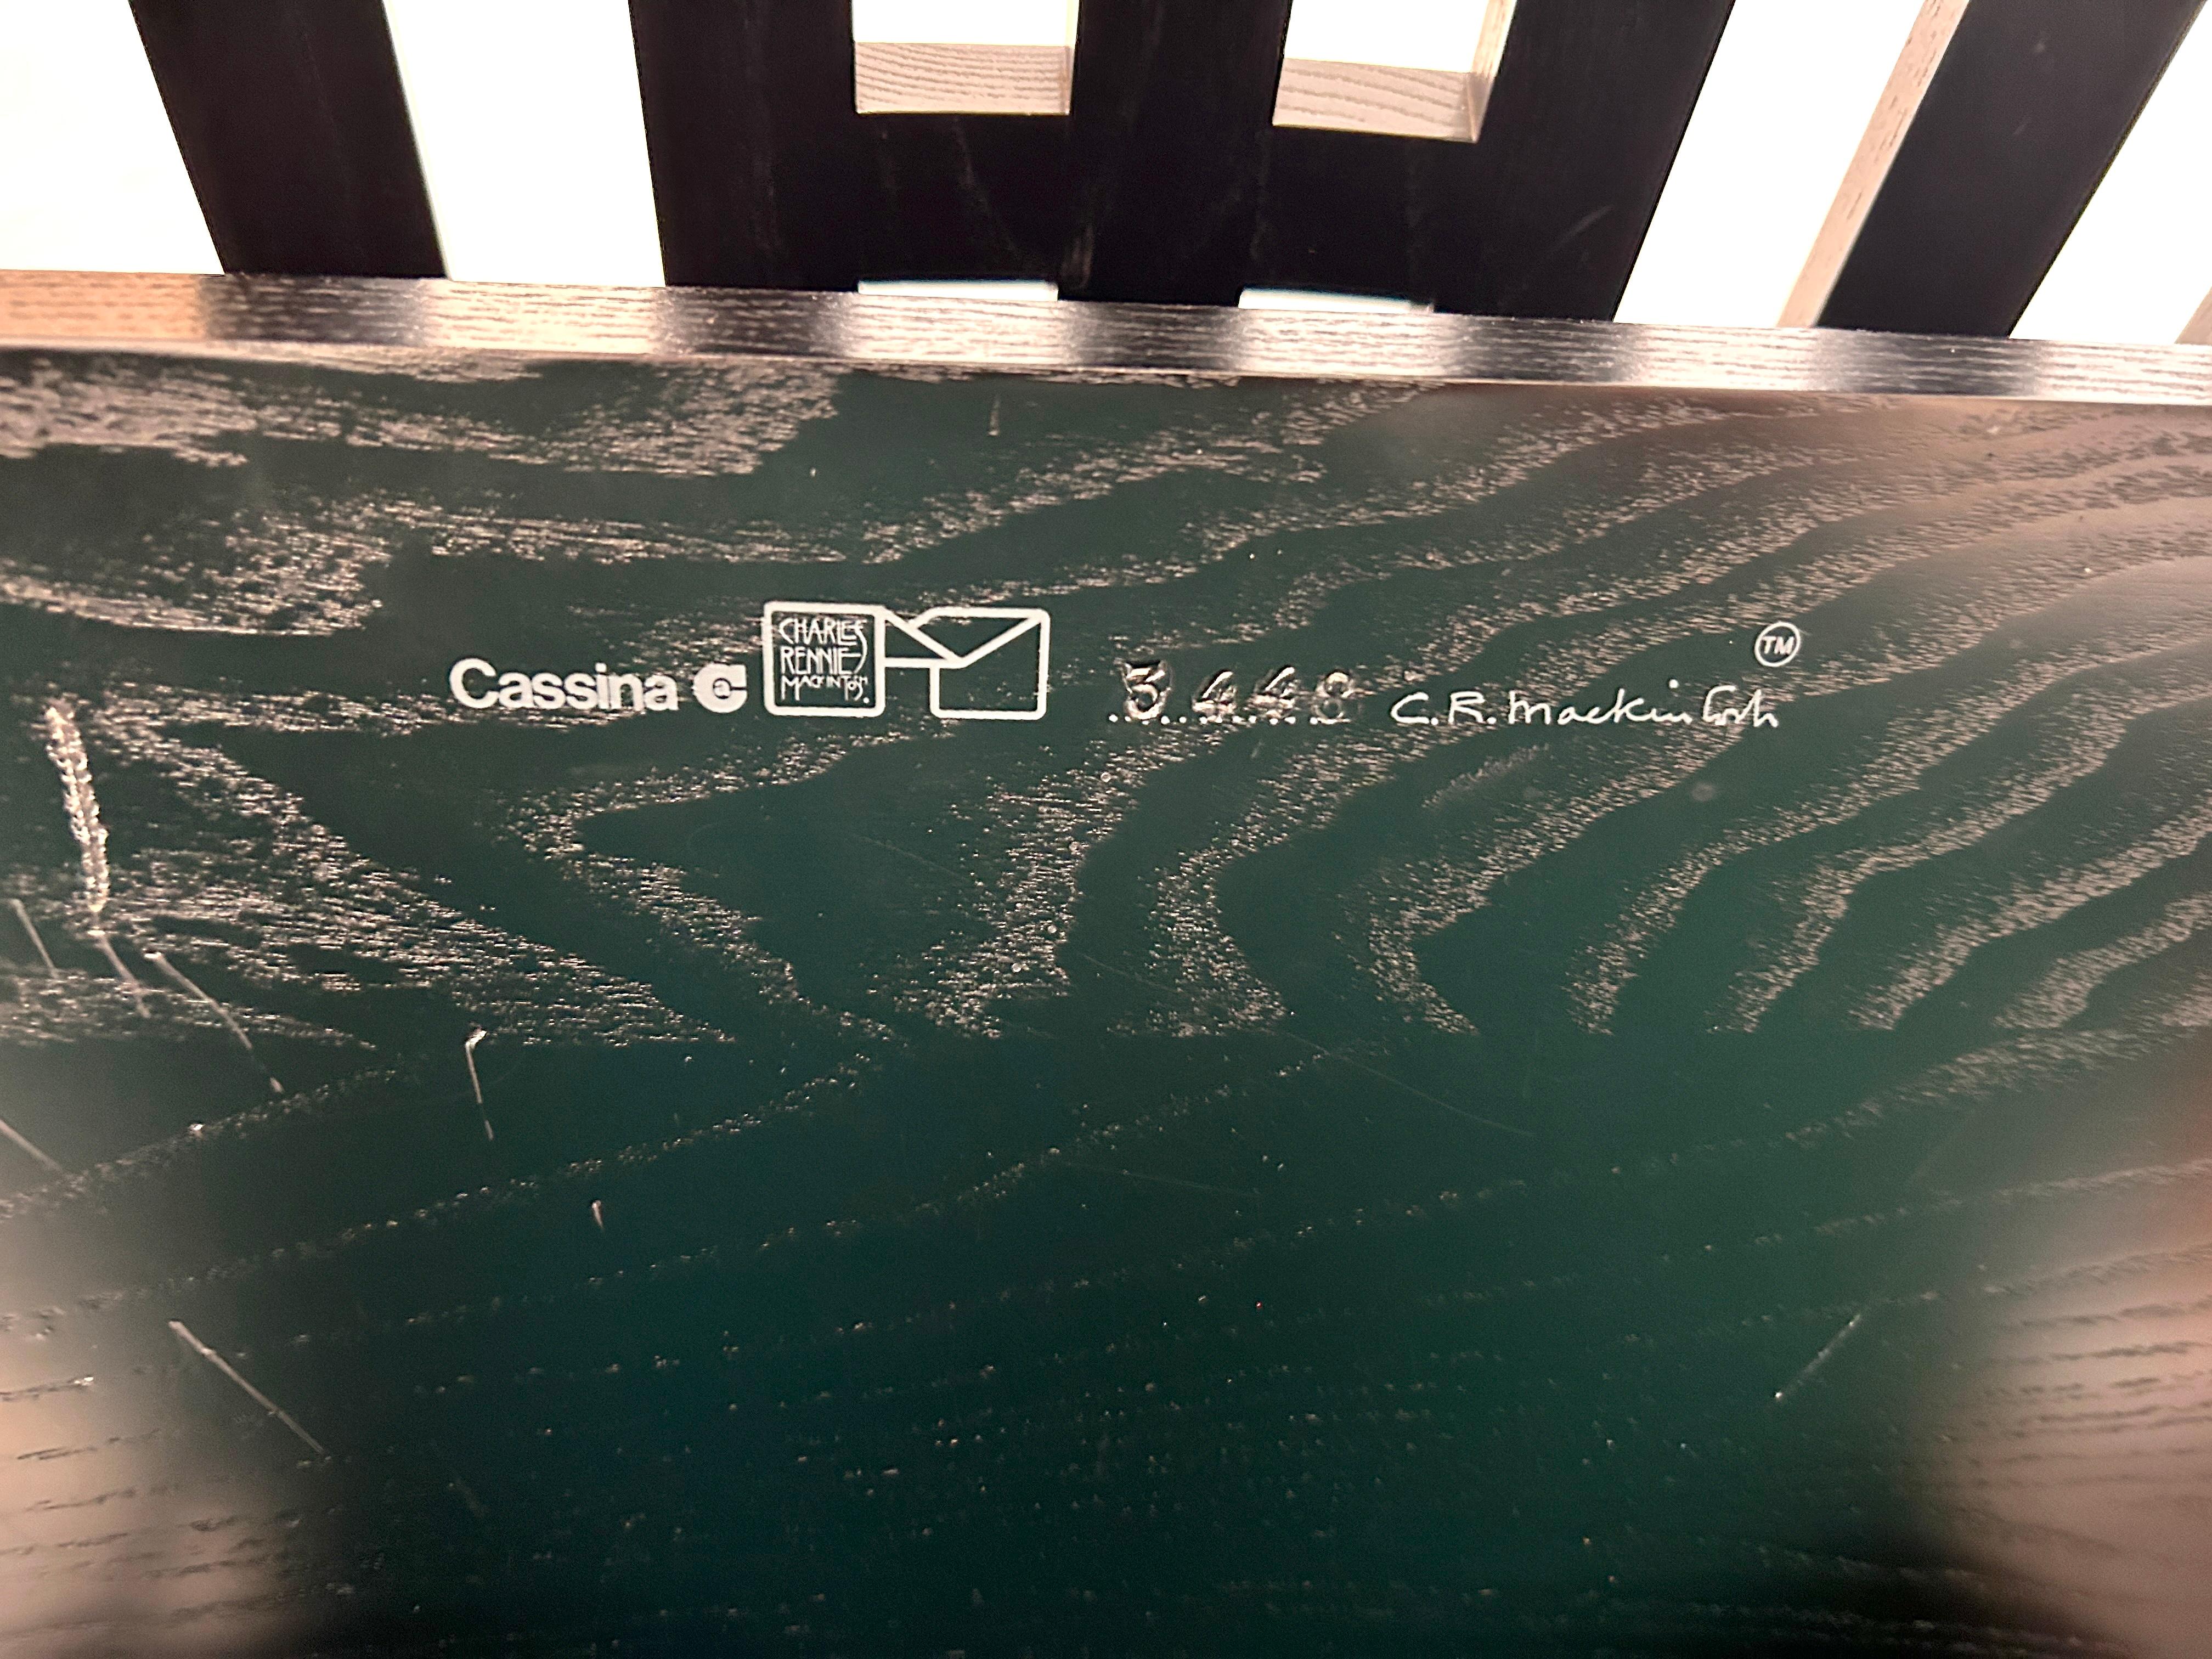 Cassina
CHARLES
RENNIE
MACKINTOSH.
3448
C.R. Mackintosh
TM